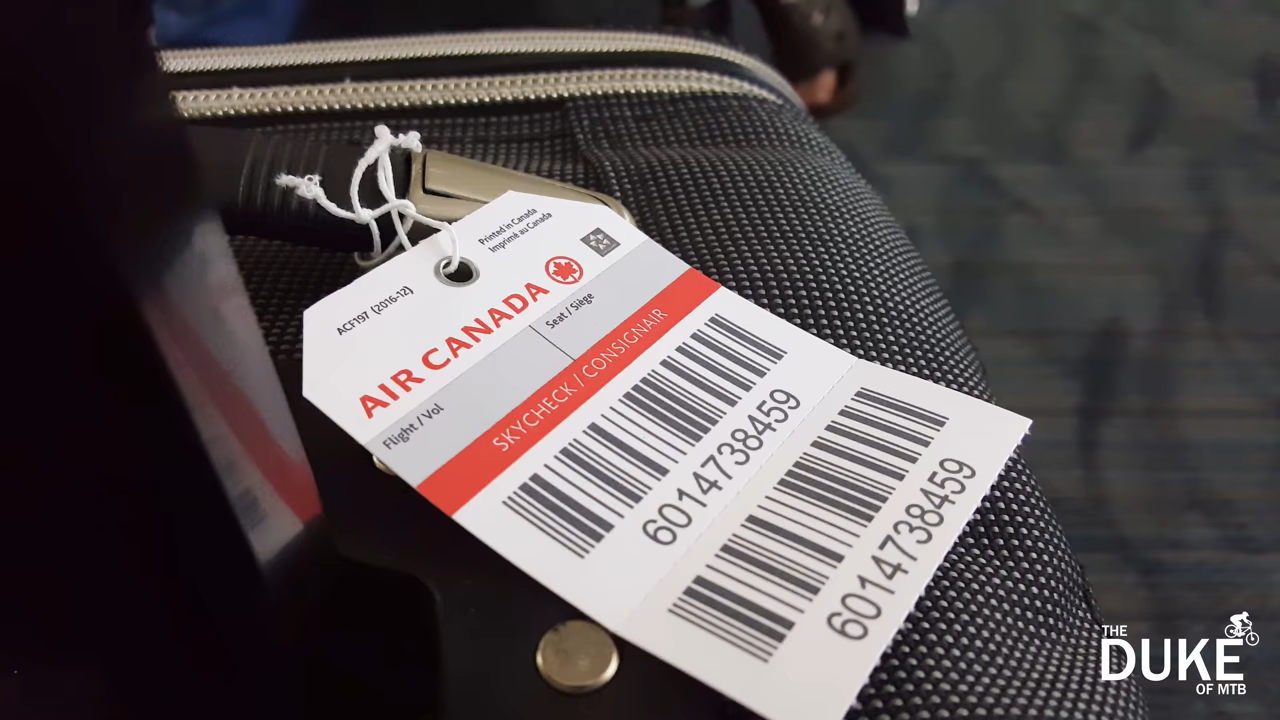 Printed in Canada
Imprimé au Canada
ACF197 (2016-12)
AIR CANADA
Seat / Siège
Flight / Vol
SKYCHECK / CONSIGNAIR
6014738459
6014738459
THE
DUKE
OF MTB